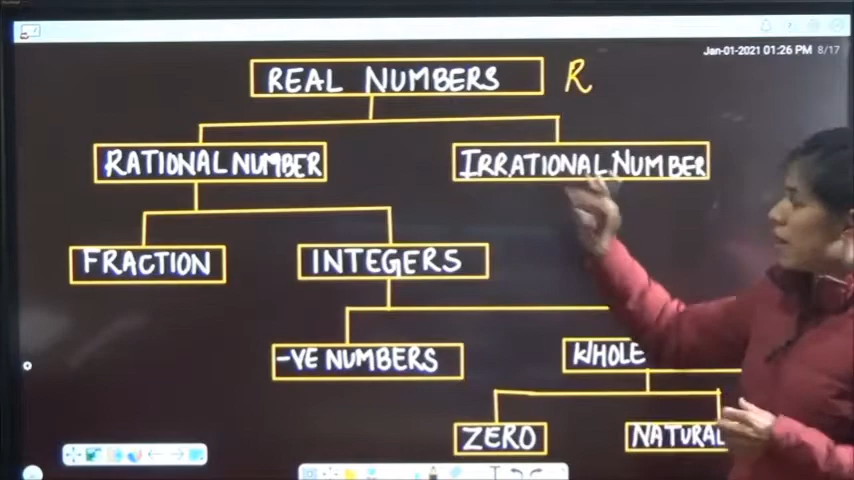 Jan-01-2021 01:26 PM 8/17
REAL NUMBERS R
RATIONAL NUMBER IRRATIONAL NUMBER
FRACTION INTEGERS
-VE NUMBERS WHOLE
ZERO NATURAL